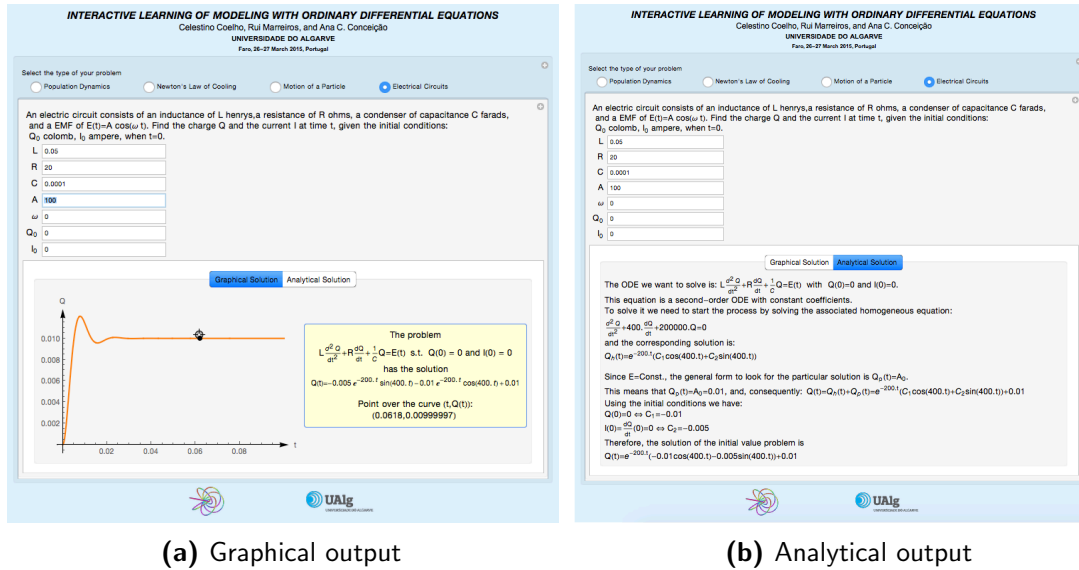 INTERACTIVE LEARNING OF MODELING WITH ORDINARY DIFFERENTIAL EQUATIONS
Celestino Coelho, Rui Marreiros, and Ana C. Conceição
UNIVERSIDADE DO ALGARVE
Faro, 26–27 March 2015, Portugal
Select the type of your problem
Population Dynamics Newton's Law of Cooling Motion of a Particle Electrical Circuits
An electric circuit consists of an inductance of L henrys,a resistance of R ohms, a condenser of capacitance C farads,
and a EMF of E(t)=A cos(ω t). Find the charge Q and the current I at time t, given the initial conditions:
Q₀ colomb, I₀ ampere, when t=0.
L 0.05
R 20
C 0.0001
A 100
ω 0
Q₀ 0
I₀ 0
Graphical Solution Analytical Solution
Q
0.010
0.008
0.006
0.004
0.002
0.02 0.04 0.06 0.08 t
The problem
L d² Q/dt² +R dQ/dt + 1/C Q=E(t) s.t. Q(0) = 0 and I(0) = 0
has the solution
Q(t)=-0.005 e^-200.t sin(400. t)-0.01 e^-200.t cos(400. t)+0.01
Point over the curve (t,Q(t)):
(0.0618,0.00999997)
UAlg
UNIVERSIDADE DO ALGARVE
(a) Graphical output
INTERACTIVE LEARNING OF MODELING WITH ORDINARY DIFFERENTIAL EQUATIONS
Celestino Coelho, Rui Marreiros, and Ana C. Conceição
UNIVERSIDADE DO ALGARVE
Faro, 26–27 March 2015, Portugal
Select the type of your problem
Population Dynamics Newton's Law of Cooling Motion of a Particle Electrical Circuits
An electric circuit consists of an inductance of L henrys,a resistance of R ohms, a condenser of capacitance C farads,
and a EMF of E(t)=A cos(ω t). Find the charge Q and the current I at time t, given the initial conditions:
Q₀ colomb, I₀ ampere, when t=0.
L 0.05
R 20
C 0.0001
A 100
ω 0
Q₀ 0
I₀ 0
Graphical Solution Analytical Solution
The ODE we want to solve is: L d² Q/dt² +R dQ/dt + 1/C Q=E(t) with Q(0)=0 and I(0)=0.
This equation is a second–order ODE with constant coefficients.
To solve it we need to start the process by solving the associated homogeneous equation:
d² Q/dt² +400. dQ/dt +200000.Q=0
and the corresponding solution is:
Qₕ(t)=e^-200.t(C₁cos(400.t)+C₂sin(400.t))
Since E=Const., the general form to look for the particular solution is Qₚ(t)=A₀.
This means that Qₚ(t)=A₀=0.01, and, consequently: Q(t)=Qₕ(t)+Qₚ(t)=e^-200.t(C₁cos(400.t)+C₂sin(400.t))+0.01
Using the initial conditions we have:
Q(0)=0 ⇔ C₁=-0.01
I(0)= dQ/dt (0)=0 ⇔ C₂=-0.005
Therefore, the solution of the initial value problem is
Q(t)=e^-200.t(-0.01cos(400.t)-0.005sin(400.t))+0.01
UAlg
UNIVERSIDADE DO ALGARVE
(b) Analytical output